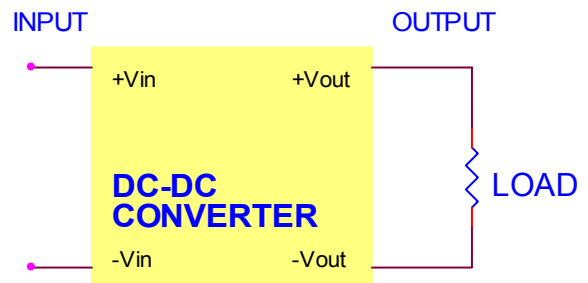 INPUT
OUTPUT
+Vin
+Vout
DC-DC
CONVERTER
LOAD
-Vin
-Vout